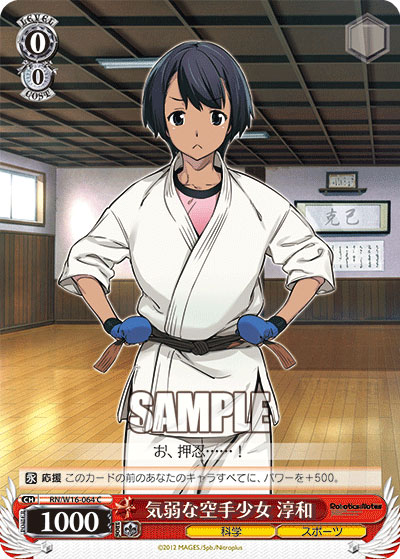 LEVEL
0
0
COST
克己
SAMPLE
お、押忍……！
永 応援 このカードの前のあなたのキャラすべてに、パワーを+500。
CH RN/W16-064 C
1000
気弱な空手少女 淳和
Robotics;Notes
科学
スポーツ
©2012 MAGES./5pb./Nitroplus